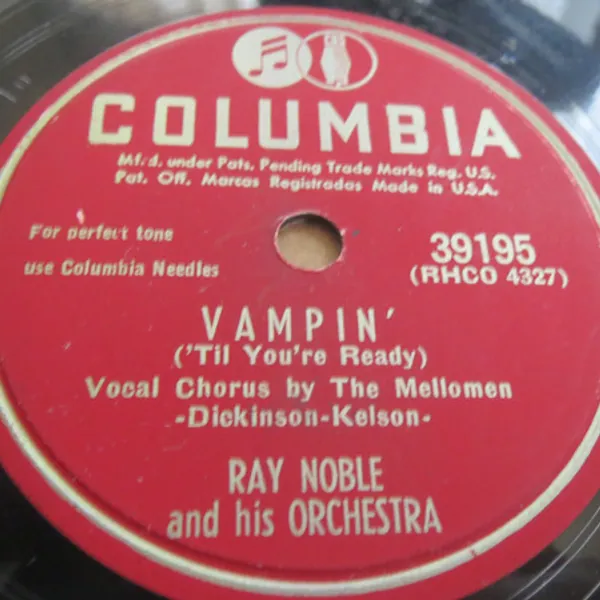 CBS
COLUMBIA
Mf'd. under Pats. Pending Trade Marks Reg. U.S.
Pat. Off. Marcas Registradas Made in U.S.A.
For perfect tone
use Columbia Needles
39195
(RHCO 4327)
VAMPIN'
('Til You're Ready)
Vocal Chorus by The Mellomen
-Dickinson-Kelson-
RAY NOBLE
and his ORCHESTRA